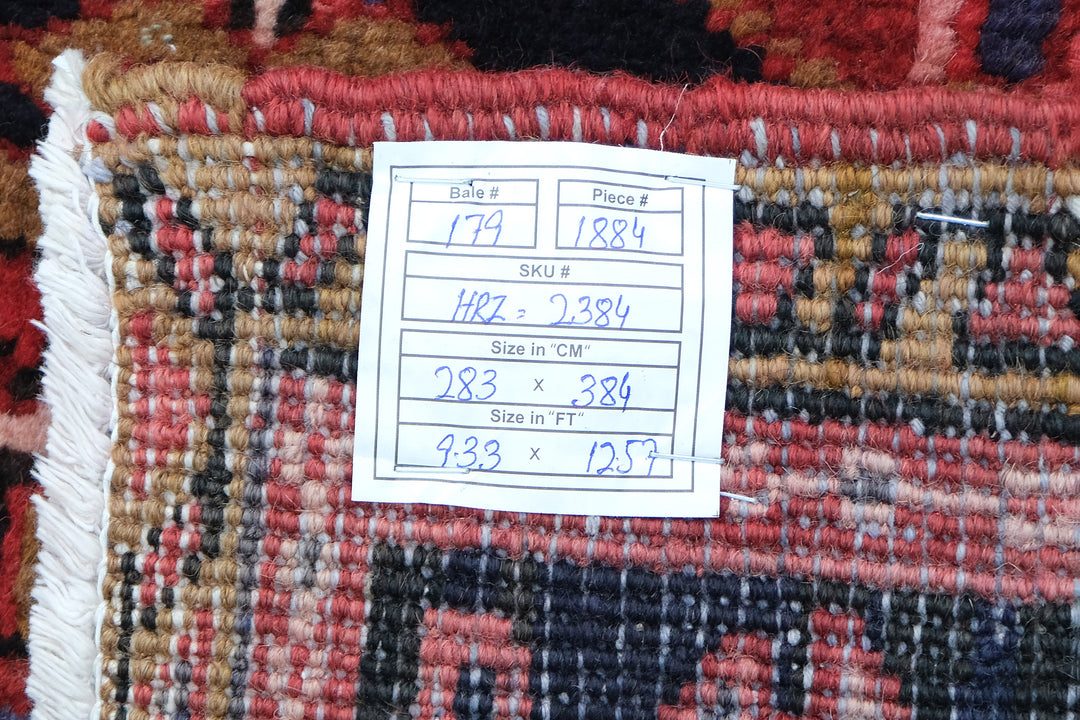 Bale # Piece #
179 1884
SKU #
HRZ = 2384
Size in "CM"
283 x 384
Size in "FT"
9.33 x 12.57